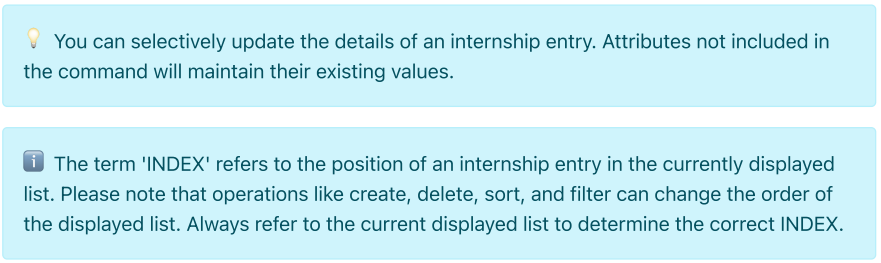 💡 You can selectively update the details of an internship entry. Attributes not included in
the command will maintain their existing values.
ℹ️ The term 'INDEX' refers to the position of an internship entry in the currently displayed
list. Please note that operations like create, delete, sort, and filter can change the order of
the displayed list. Always refer to the current displayed list to determine the correct INDEX.